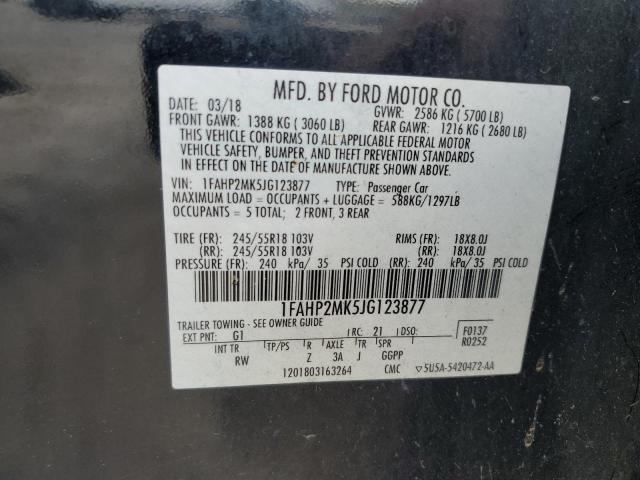 MFD. BY FORD MOTOR CO.
DATE: 03/18 GVWR: 2586 KG ( 5700 LB)
FRONT GAWR: 1388 KG ( 3060 LB) REAR GAWR: 1216 KG ( 2680 LB)
THIS VEHICLE CONFORMS TO ALL APPLICABLE FEDERAL MOTOR
VEHICLE SAFETY, BUMPER, AND THEFT PREVENTION STANDARDS
IN EFFECT ON THE DATE OF MANUFACTURE SHOWN ABOVE.
VIN: 1FAHP2MK5JG123877 TYPE: Passenger Car
MAXIMUM LOAD = OCCUPANTS + LUGGAGE = 588KG/1297LB
OCCUPANTS = 5 TOTAL; 2 FRONT, 3 REAR
TIRE (FR): 245/55R18 103V RIMS (FR): 18X8.0J
(RR): 245/55R18 103V (RR): 18X8.0J
PRESSURE (FR): 240 kPa/ 35 PSI COLD (RR): 240 kPa/ 35 PSI COLD
1FAHP2MK5JG123877
TRAILER TOWING - SEE OWNER GUIDE
EXT PNT: G1 RC: 21 DSO: F0137
R0252
INT TR TP/PS R AXLE TR SPR
RW Z 3A J GGPP
1201803163264 CMC ▽5U5A-5420472-AA